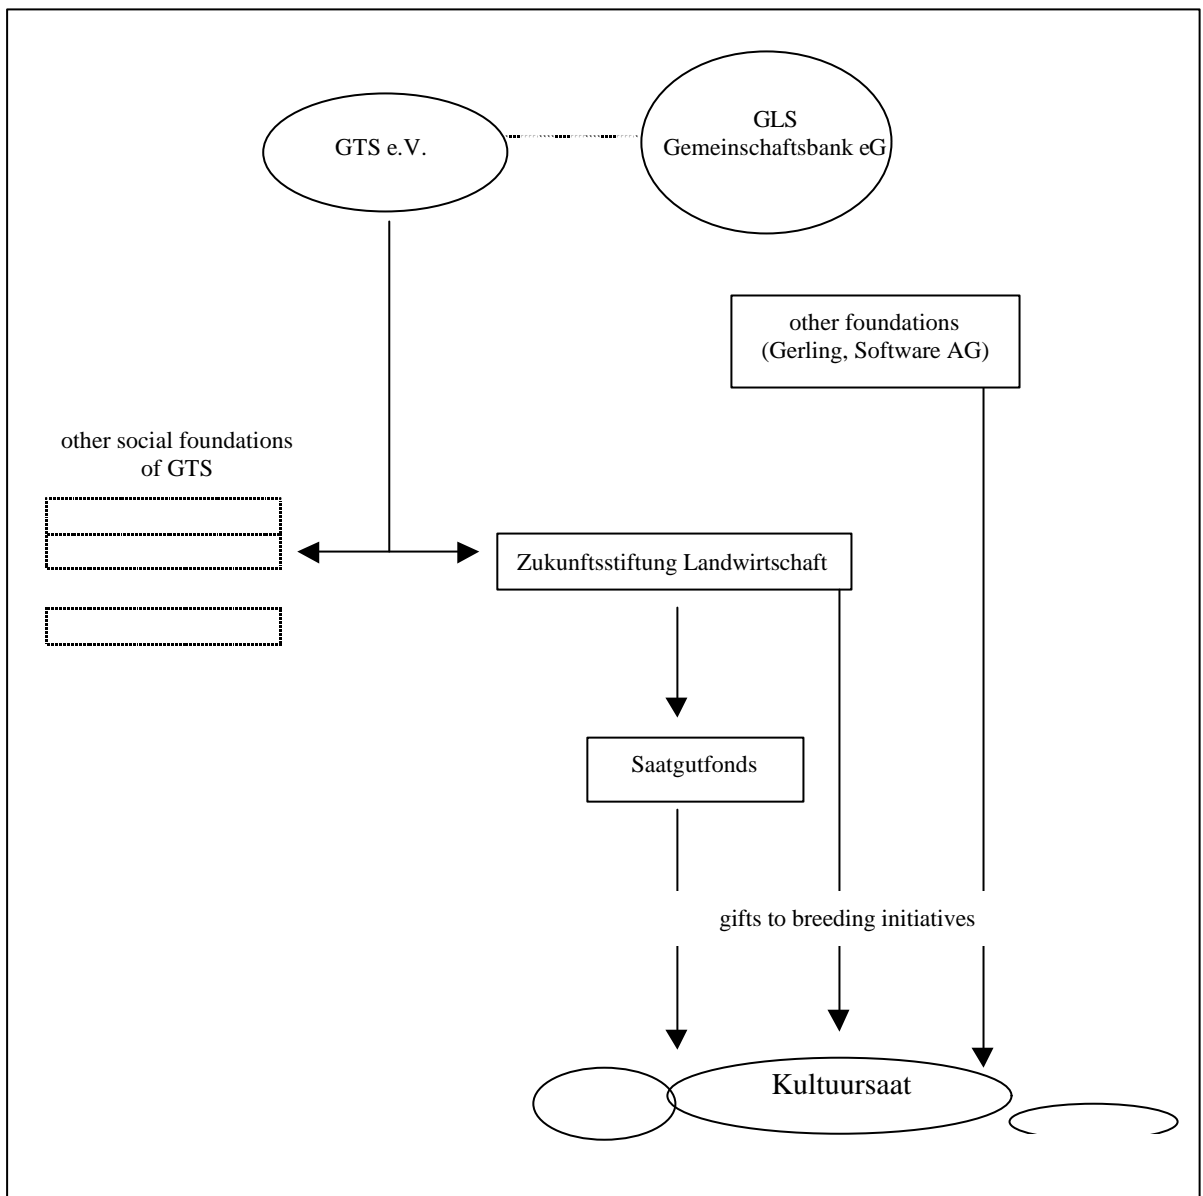 GTS e.V.
GLS
Gemeinschaftsbank eG
other foundations
(Gerling, Software AG)
other social foundations
of GTS
Zukunftsstiftung Landwirtschaft
Saatgutfonds
gifts to breeding initiatives
Kultuursaat